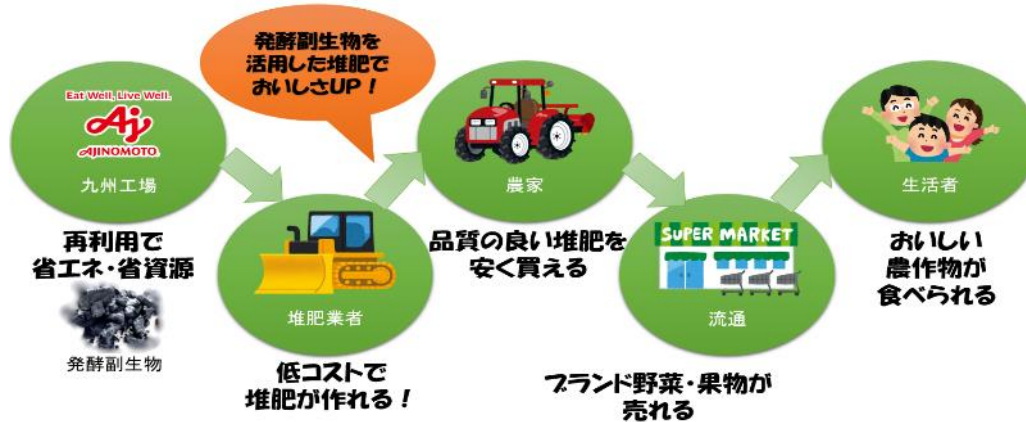 発酵副生物を
活用した堆肥で
おいしさUP!
Eat Well, Live Well.
Aj
AJINOMOTO
九州工場
再利用で
省エネ・省資源
発酵副生物
堆肥業者
低コストで
堆肥が作れる!
農家
品質の良い堆肥を
安く買える
SUPER MARKET
流通
ブランド野菜・果物が
売れる
生活者
おいしい
農作物が
食べられる